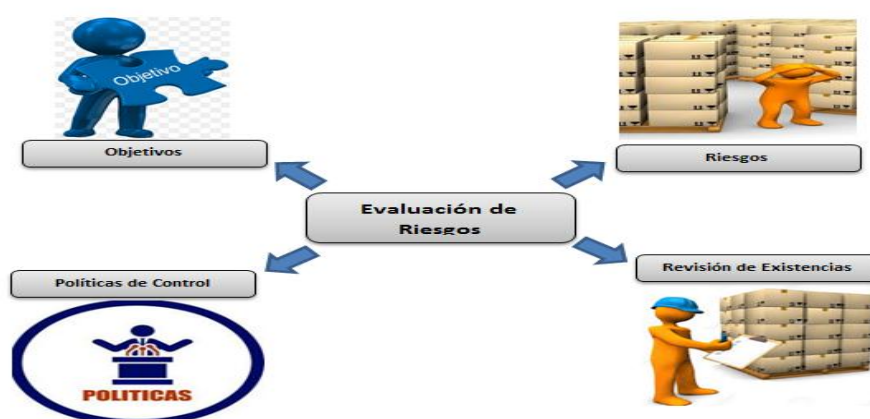 Objetivo
Objetivos
Riesgos
Evaluación de
Riesgos
Políticas de Control
Revisión de Existencias
POLITICAS